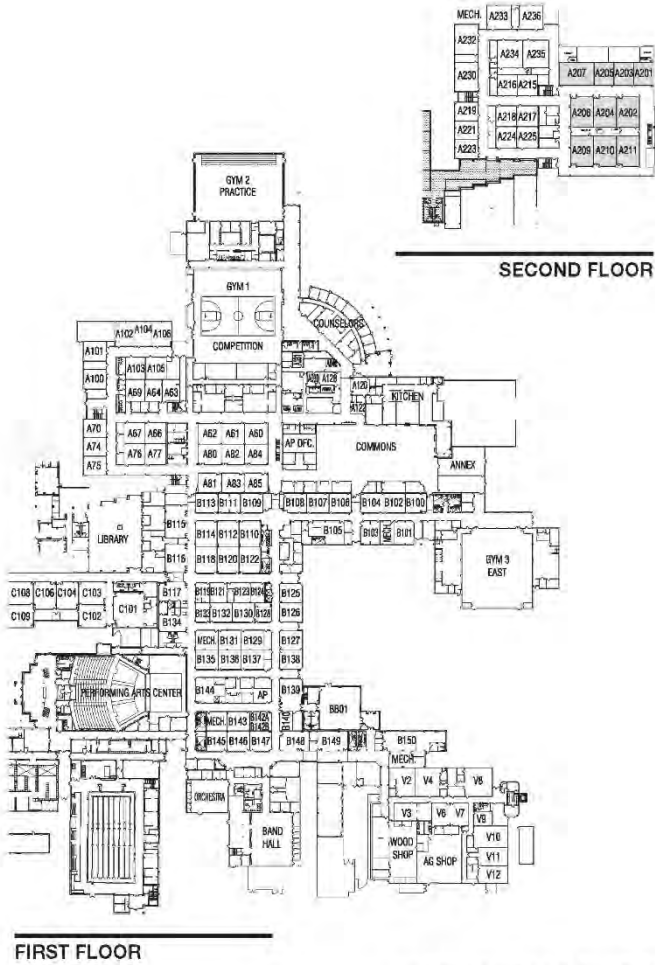 MECH. A233 A236
A232
A234 A235
A230
A207 A205 A203 A201
A216 A215
A219
A218 A217
A206 A204 A202
A221
A224 A225
A223
A209 A210 A211
SECOND FLOOR
GYM 2
PRACTICE
GYM 1
COMPETITION
COUNSELORS
A102 A104 A106
A101
A103 A105
A100
A69 A64 A63
A128
A120
A122
KITCHEN
A70
A67 A66
A62 A61 A60
A74
A76 A77
A80 A82 A84
AP OFC.
COMMONS
A75
ANNEX
A81 A83 A85
B113 B111 B109
B108 B107 B106
B104 B102 B100
B115
LIBRARY
B114 B112 B110
B105
B103 MECH. B101
B116
B118 B120 B122
GYM 3
EAST
C108 C106 C104 C103
C101
B117
B119 B121 B123 B124
B125
C109 C102
B134
B133 B132 B130 B128
B126
MECH. B131 B129
B127
B135 B136 B137
B138
PERFORMING ARTS CENTER
B144
AP
B139
BB01
MECH. B143 B142A
B142B
B140
B145 B146 B147
B148 B149
B150
MECH.
ORCHESTRA
V2 V4 V8
V3 V6 V7
V9
BAND
HALL
WOOD
SHOP
AG SHOP
V10
V11
V12
FIRST FLOOR